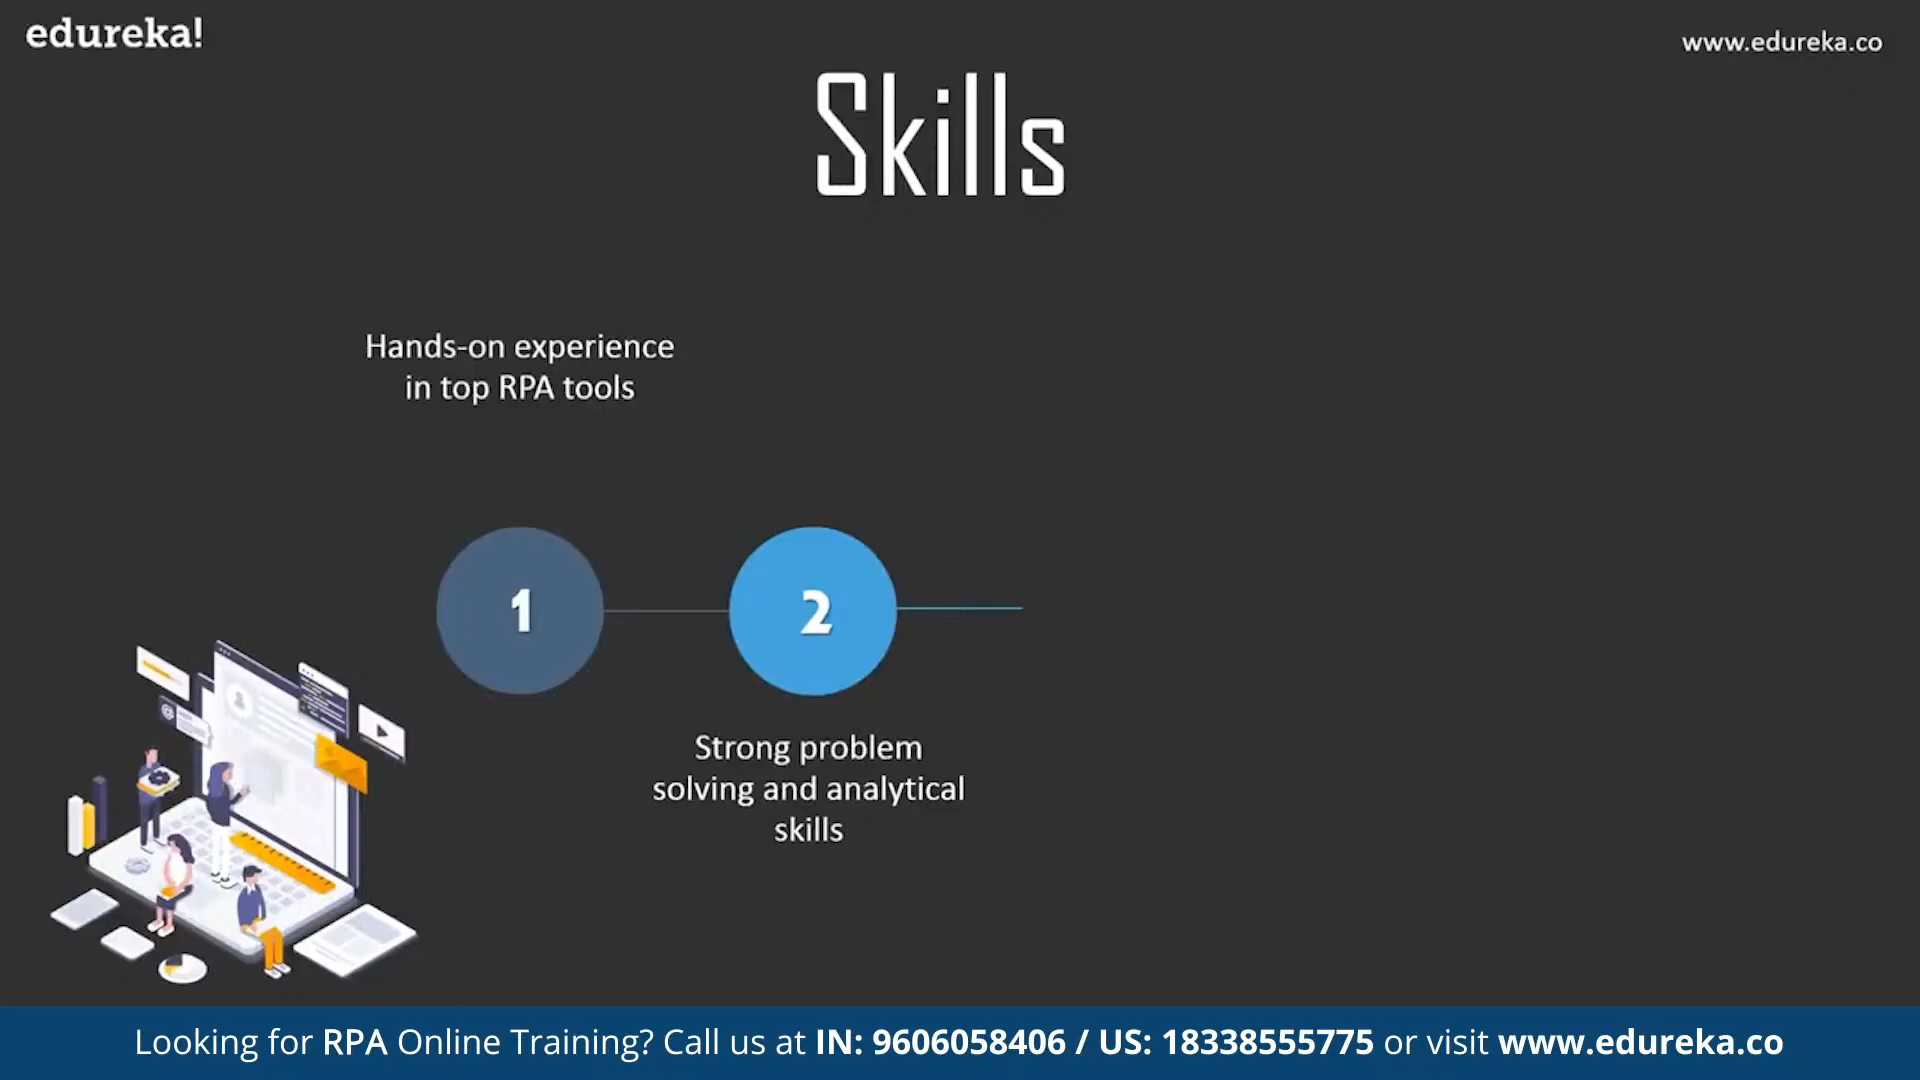 edureka!
www.edureka.co
Skills
Hands-on experience
in top RPA tools
1
2
Strong problem
solving and analytical
skills
Looking for RPA Online Training? Call us at IN: 9606058406 / US: 18338555775 or visit www.edureka.co